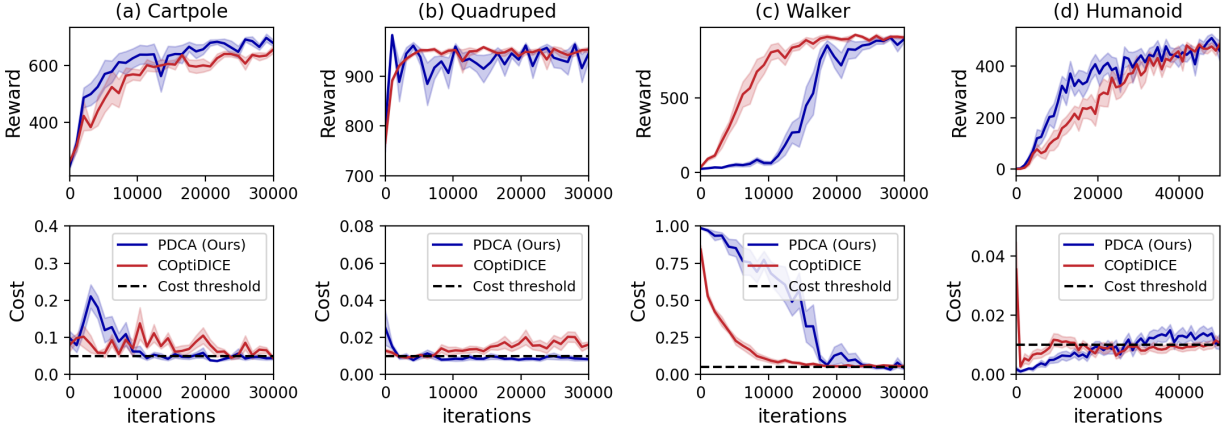 (a) Cartpole
(b) Quadruped
(c) Walker
(d) Humanoid
Reward
600
400
0 10000 20000 30000
Reward
900
800
700
0 10000 20000 30000
Reward
500
0
0 10000 20000 30000
Reward
400
200
0
0 20000 40000
Cost
0.4
0.3
0.2
0.1
0.0
PDCA (Ours)
COptiDICE
Cost threshold
0 10000 20000 30000
iterations
Cost
0.08
0.06
0.04
0.02
0.00
PDCA (Ours)
COptiDICE
Cost threshold
0 10000 20000 30000
iterations
Cost
1.00
0.75
0.50
0.25
0.00
PDCA (Ours)
COptiDICE
Cost threshold
0 10000 20000 30000
iterations
Cost
0.04
0.02
0.00
PDCA (Ours)
COptiDICE
Cost threshold
0 20000 40000
iterations